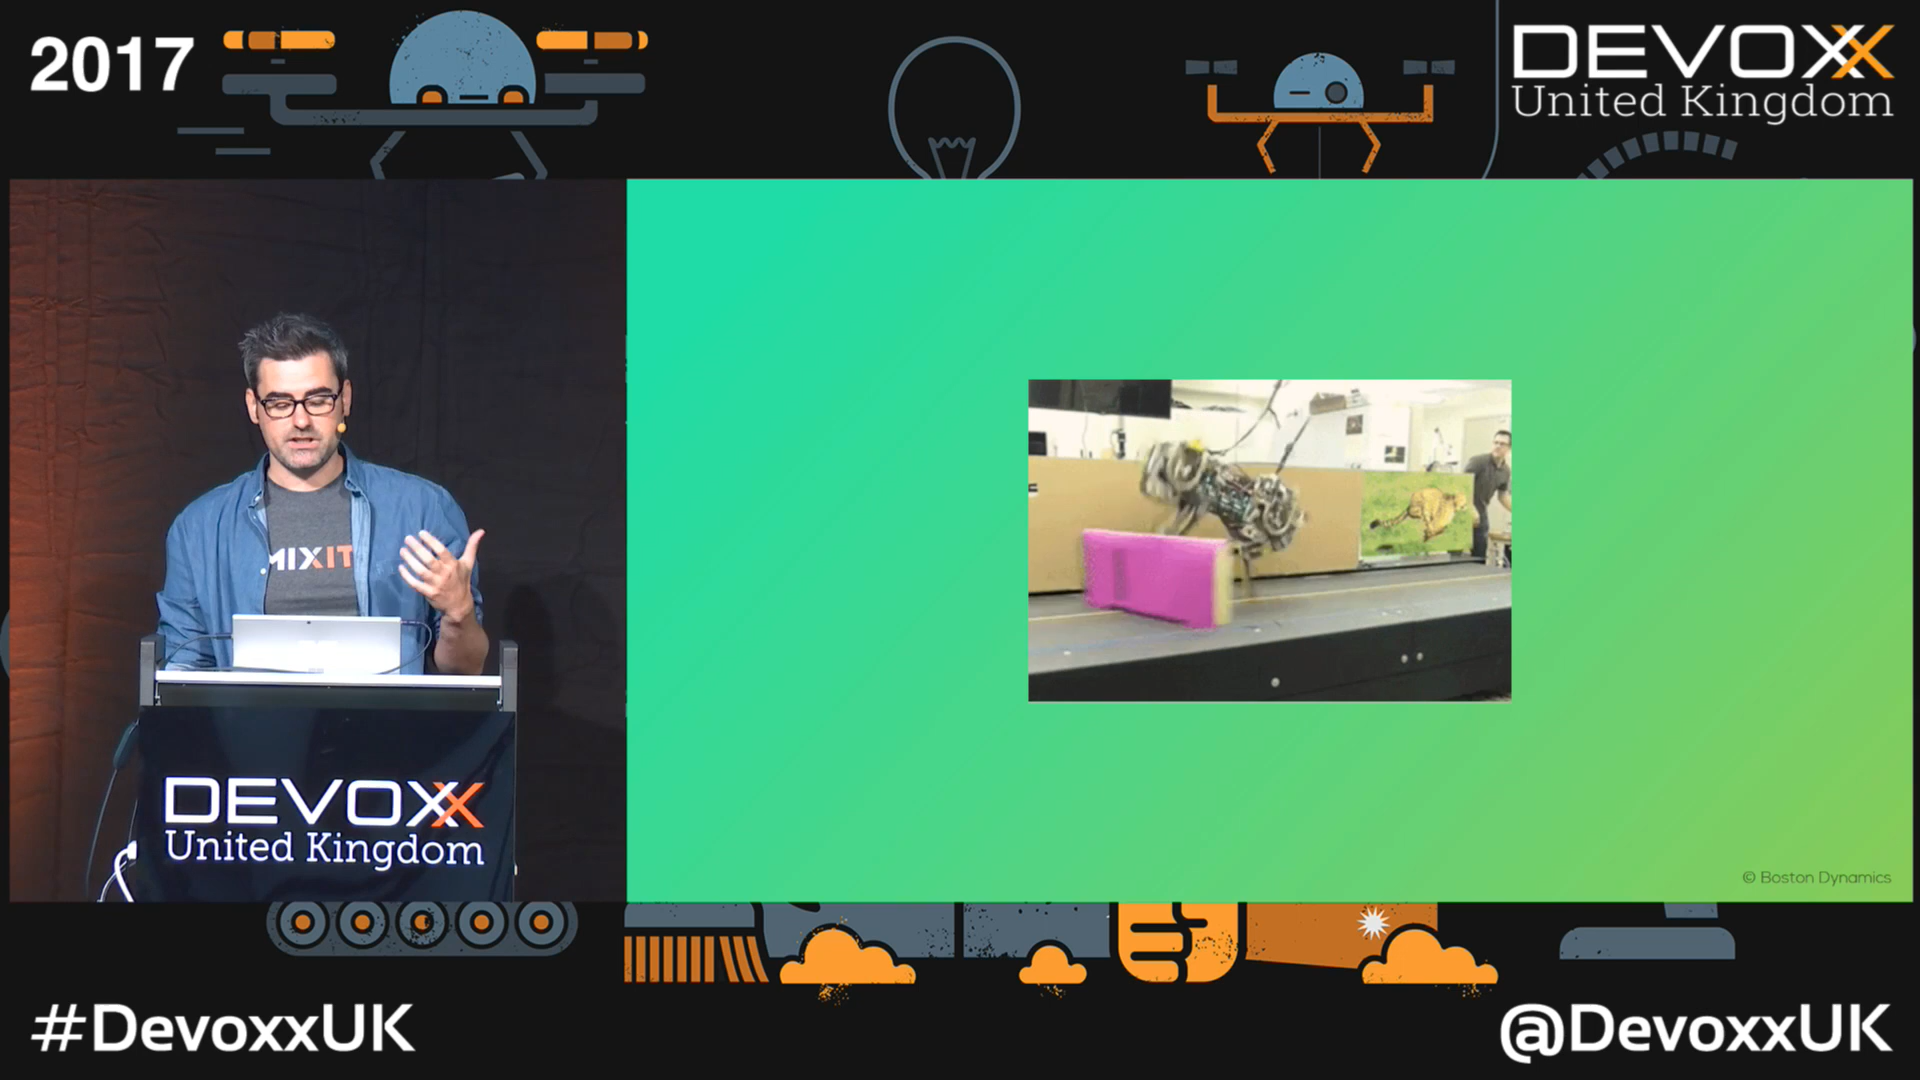 2017
DEVOXX
United Kingdom
MIXIT
DEVOXX
United Kingdom
© Boston Dynamics
#DevoxxUK
@DevoxxUK